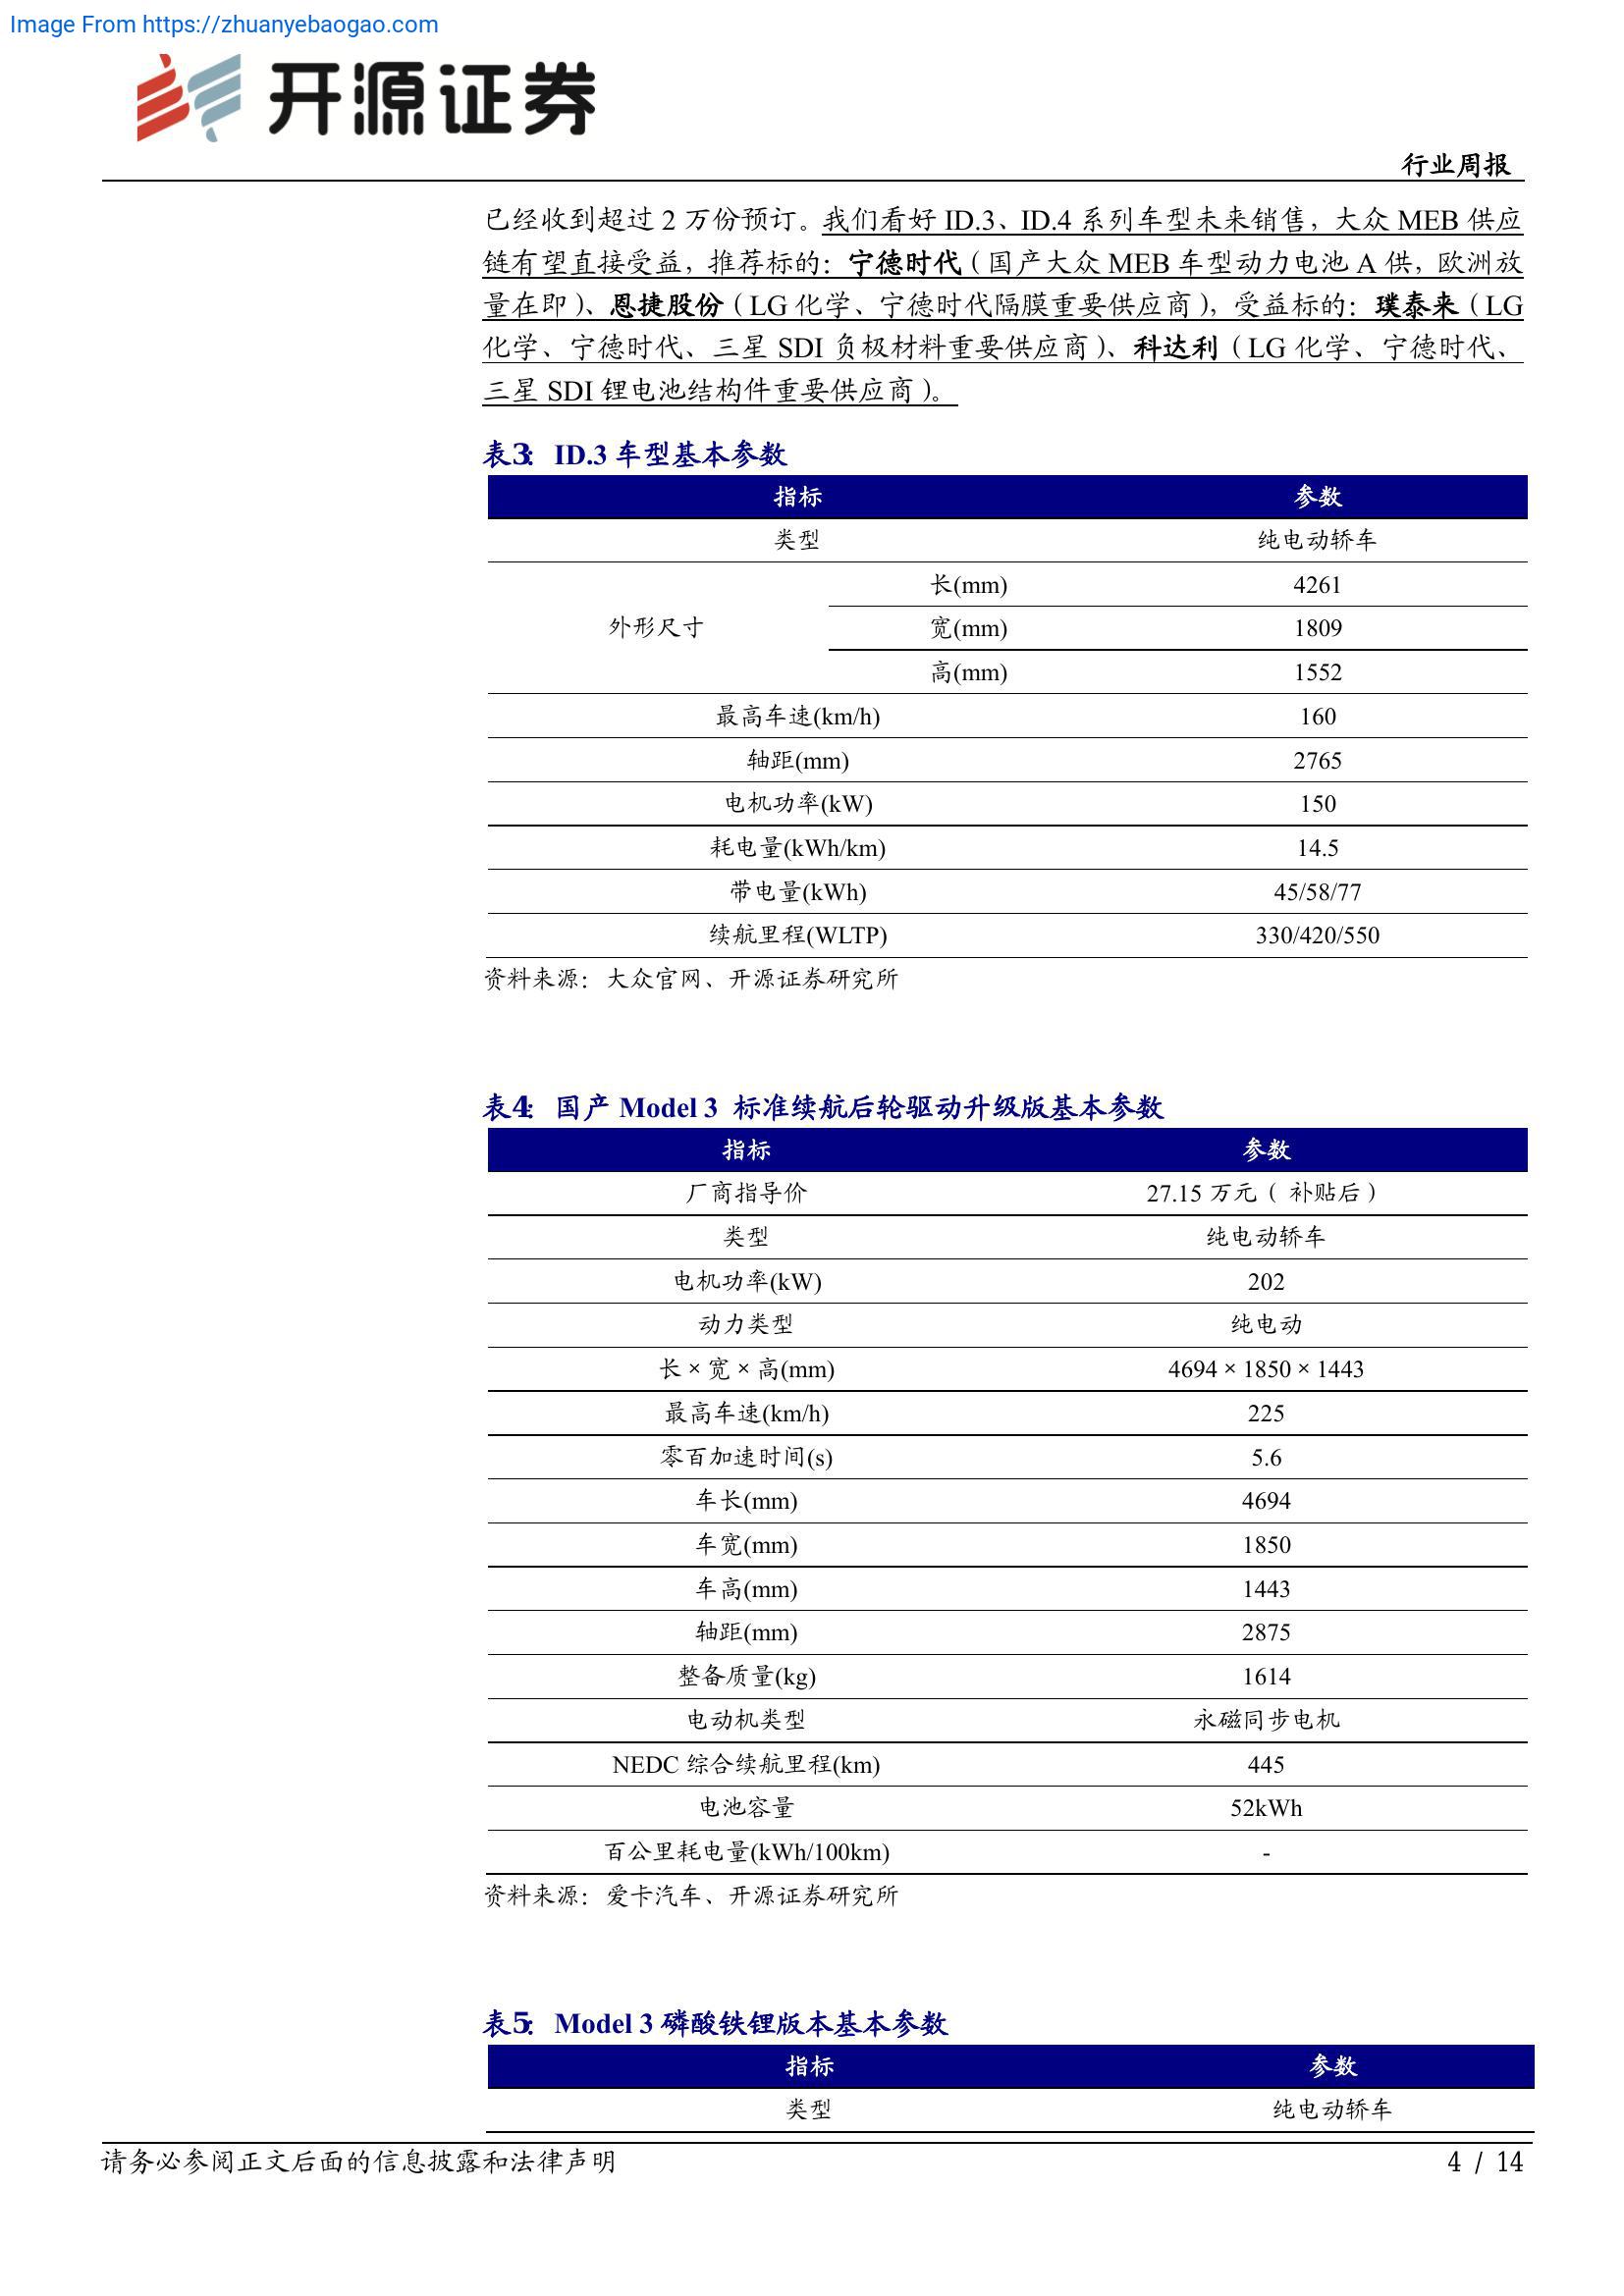 Image From https://zhuanyebaogao.com
开源证券
行业周报
已经收到超过 2 万份预订。我们看好 ID.3、ID.4 系列车型未来销售，大众 MEB 供应
链有望直接受益，推荐标的：宁德时代（国产大众 MEB 车型动力电池 A 供，欧洲放
量在即）、恩捷股份（LG 化学、宁德时代隔膜重要供应商），受益标的：璞泰来（LG
化学、宁德时代、三星 SDI 负极材料重要供应商）、科达利（LG 化学、宁德时代、
三星 SDI 锂电池结构件重要供应商）。
表3： ID.3 车型基本参数
指标 参数
类型 纯电动轿车
长(mm) 4261
外形尺寸 宽(mm) 1809
高(mm) 1552
最高车速(km/h) 160
轴距(mm) 2765
电机功率(kW) 150
耗电量(kWh/km) 14.5
带电量(kWh) 45/58/77
续航里程(WLTP) 330/420/550
资料来源：大众官网、开源证券研究所
表4： 国产 Model 3 标准续航后轮驱动升级版基本参数
指标 参数
厂商指导价 27.15 万元（ 补贴后）
类型 纯电动轿车
电机功率(kW) 202
动力类型 纯电动
长 × 宽 × 高(mm) 4694 × 1850 × 1443
最高车速(km/h) 225
零百加速时间(s) 5.6
车长(mm) 4694
车宽(mm) 1850
车高(mm) 1443
轴距(mm) 2875
整备质量(kg) 1614
电动机类型 永磁同步电机
NEDC 综合续航里程(km) 445
电池容量 52kWh
百公里耗电量(kWh/100km) -
资料来源：爱卡汽车、开源证券研究所
表5： Model 3 磷酸铁锂版本基本参数
指标 参数
类型 纯电动轿车
请务必参阅正文后面的信息披露和法律声明 4 / 14